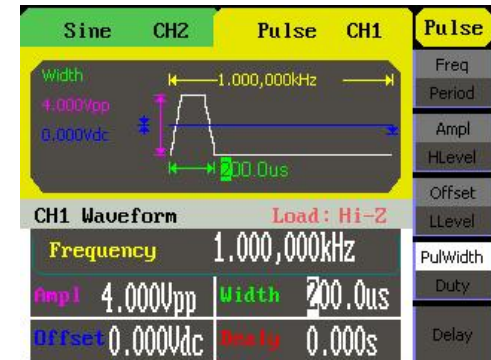 Sine CH2 Pulse CH1 Pulse
Width
1.000,000kHz
4.000Vpp
0.000Vdc
200.0us
CH1 Waveform Load: Hi-Z
Frequency 1.000,000kHz
Ampl 4.000Vpp Width 200.0us
Offset 0.000Vdc Dealy 0.000s
Freq
Period
Ampl
HLevel
Offset
LLevel
PulWidth
Duty
Delay